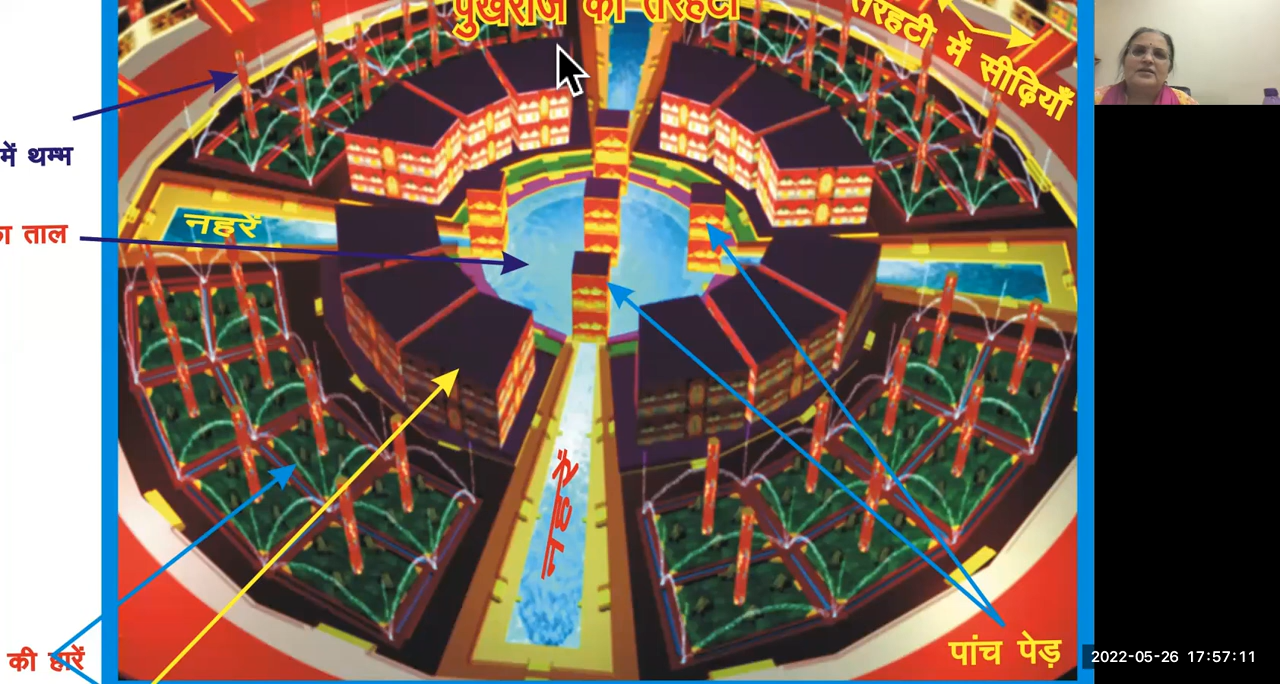 पुखराज की तरहटी
तरहटी में सीढ़ियाँ
में थम्भ
ताल
नहरें
नहरें
की हारें
पांच पेड़
2022-05-26 17:57:11